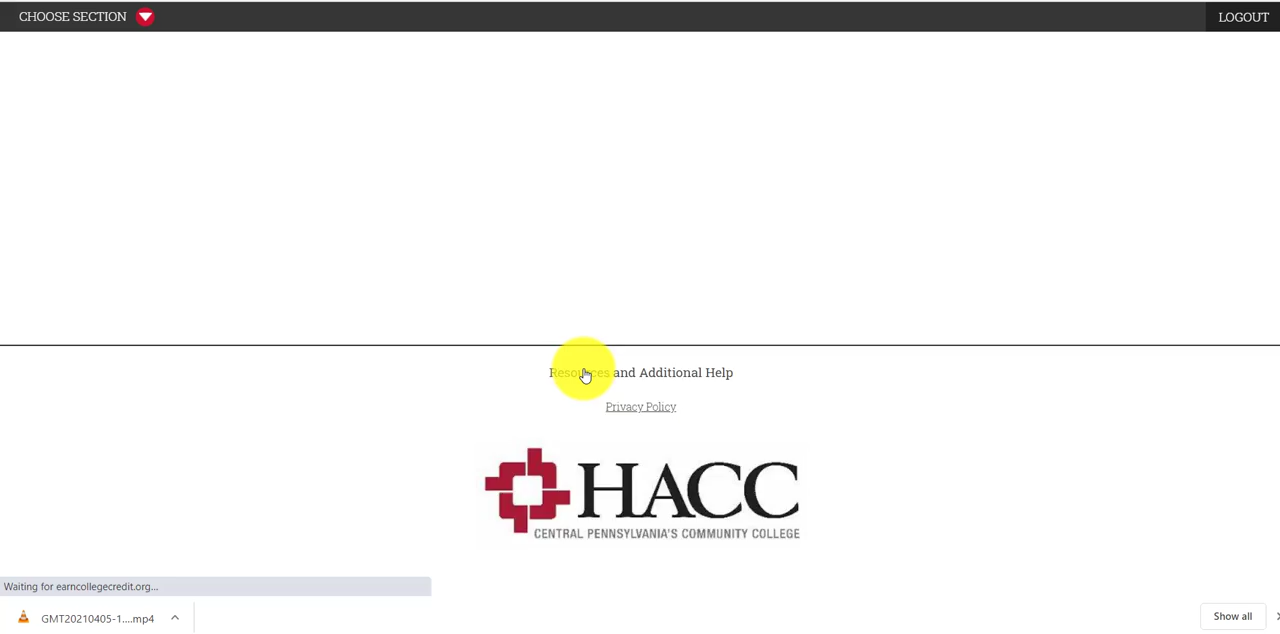 CHOOSE SECTION
LOGOUT
Resources and Additional Help
Privacy Policy
HACC
CENTRAL PENNSYLVANIA'S COMMUNITY COLLEGE
Waiting for earncollegecredit.org...
GMT20210405-1....mp4
Show all